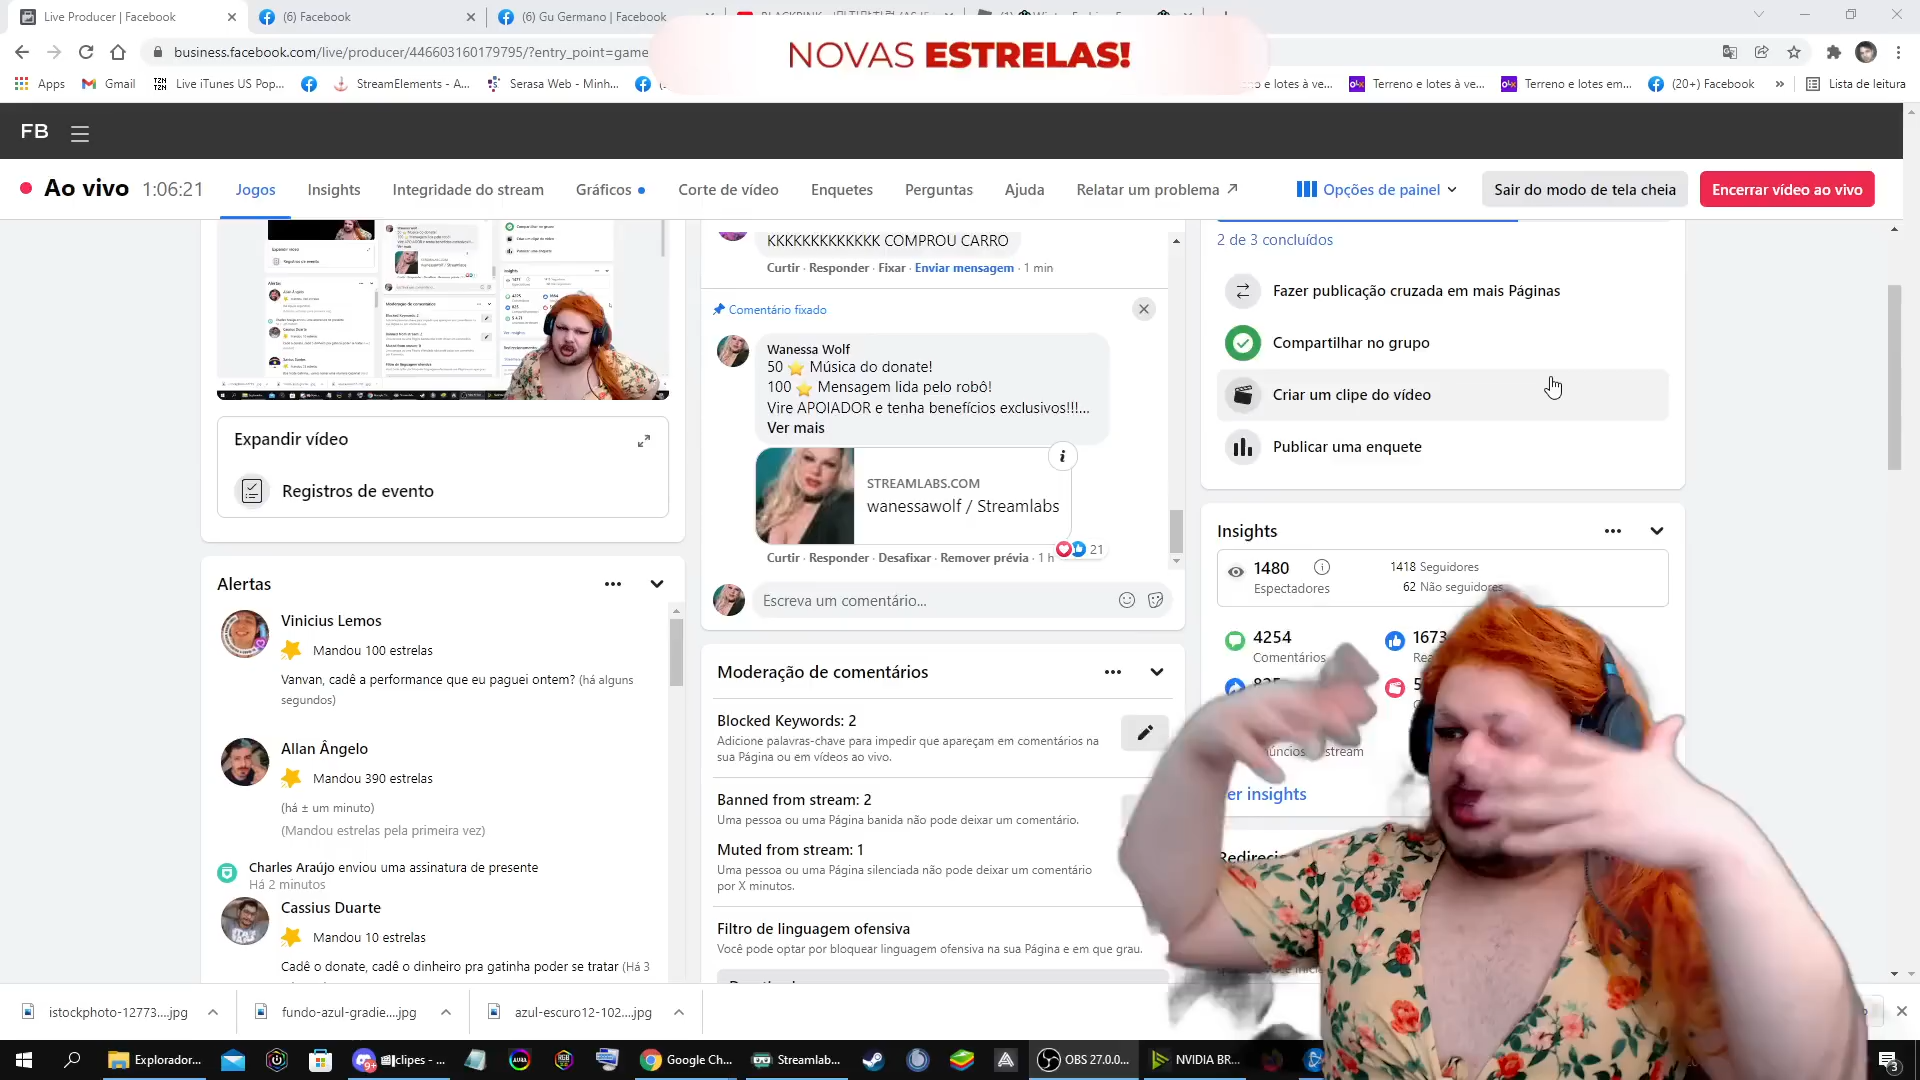 Live Producer | Facebook
(6) Facebook
(6) Gu Germano | Facebook
NOVAS ESTRELAS!
business.facebook.com/live/producer/446603160179795/?entry_point=game
Apps
Gmail
Live iTunes US Pop...
StreamElements - A...
Serasa Web - Minh...
Terreno e lotes à ve...
Terreno e lotes em...
(20+) Facebook
Lista de leitura
FB
Ao vivo 1:06:21
Jogos
Insights
Integridade do stream
Gráficos
Corte de vídeo
Enquetes
Perguntas
Ajuda
Relatar um problema
Opções de painel
Sair do modo de tela cheia
Encerrar vídeo ao vivo
Expandir vídeo
Registros de evento
Alertas
Vinicius Lemos
Mandou 100 estrelas
Vanvan, cadê a performance que eu paguei ontem? (há alguns
segundos)
Allan Ângelo
Mandou 390 estrelas
(há ± um minuto)
(Mandou estrelas pela primeira vez)
Charles Araújo enviou uma assinatura de presente
Há 2 minutos
Cassius Duarte
Mandou 10 estrelas
Cadê o donate, cadê o dinheiro pra gatinha poder se tratar (Há 3
KKKKKKKKKKKKK COMPROU CARRO
Curtir · Responder · Fixar · Enviar mensagem · 1 min
Comentário fixado
Wanessa Wolf
50 ⭐ Música do donate!
100 ⭐ Mensagem lida pelo robô!
Vire APOIADOR e tenha benefícios exclusivos!!!...
Ver mais
STREAMLABS.COM
wanessawolf / Streamlabs
Curtir · Responder · Desafixar · Remover prévia · 1 h
21
Escreva um comentário...
Moderação de comentários
Blocked Keywords: 2
Adicione palavras-chave para impedir que apareçam em comentários na
sua Página ou em vídeos ao vivo.
Banned from stream: 2
Uma pessoa ou uma Página banida não pode deixar um comentário.
Muted from stream: 1
Uma pessoa ou uma Página silenciada não pode deixar um comentário
por X minutos.
Filtro de linguagem ofensiva
Você pode optar por bloquear linguagem ofensiva na sua Página e em que grau.
2 de 3 concluídos
Fazer publicação cruzada em mais Páginas
Compartilhar no grupo
Criar um clipe do vídeo
Publicar uma enquete
Insights
1480
Espectadores
1418 Seguidores
62 Não seguidores
4254
Comentários
1673
stream
er insights
istockphoto-12773....jpg
fundo-azul-gradie....jpg
azul-escuro12-102....jpg
Explorador...
clipes - ...
Google Ch...
Streamlab...
OBS 27.0.0...
NVIDIA BR...
3